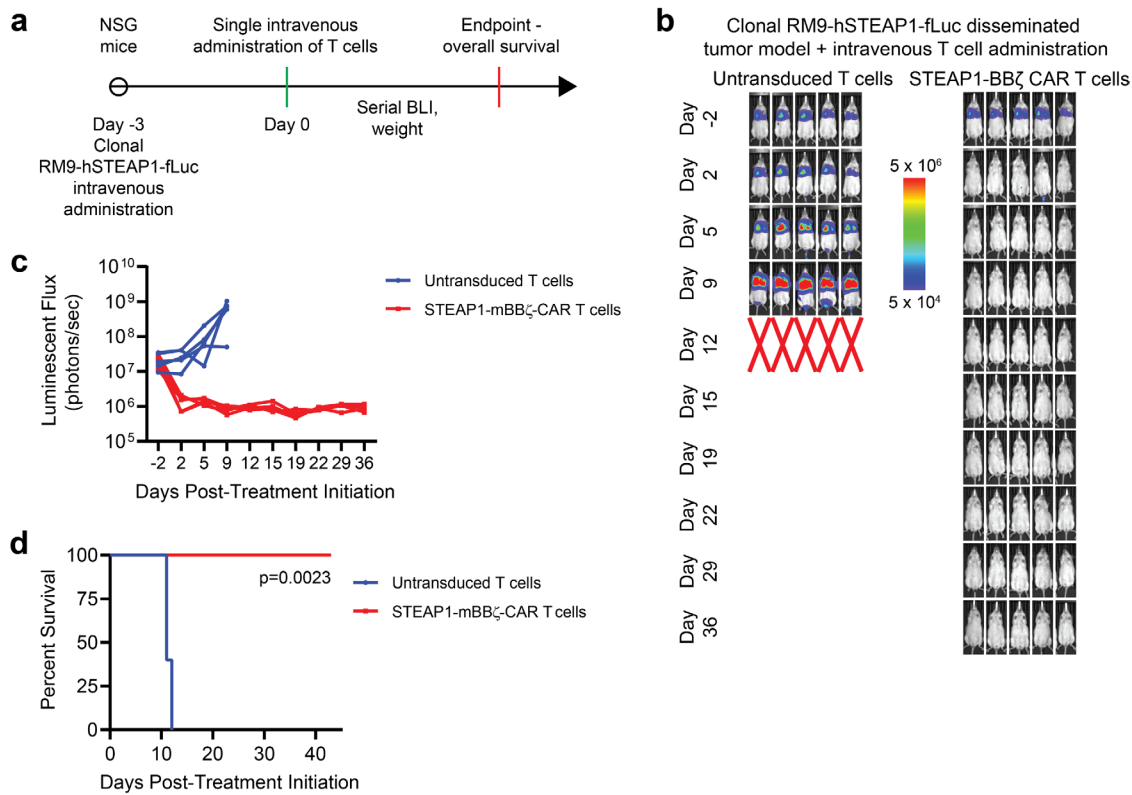 a
NSG
mice
Single intravenous
administration of T cells
Endpoint -
overall survival
Serial BLI,
weight
Day -3
Clonal
RM9-hSTEAP1-fLuc
intravenous
administration
Day 0
b
Clonal RM9-hSTEAP1-fLuc disseminated
tumor model + intravenous T cell administration
Untransduced T cells
STEAP1-BBζ CAR T cells
Day -2
Day 2
Day 5
Day 9
Day 12
Day 15
Day 19
Day 22
Day 29
Day 36
5 x 10⁶
5 x 10⁴
c
Luminescent Flux
(photons/sec)
10¹⁰
10⁹
10⁸
10⁷
10⁶
10⁵
-2 2 5 9 12 15 19 22 29 36
Days Post-Treatment Initiation
Untransduced T cells
STEAP1-mBBζ-CAR T cells
d
Percent Survival
100
75
50
25
0
0 10 20 30 40
Days Post-Treatment Initiation
p=0.0023
Untransduced T cells
STEAP1-mBBζ-CAR T cells